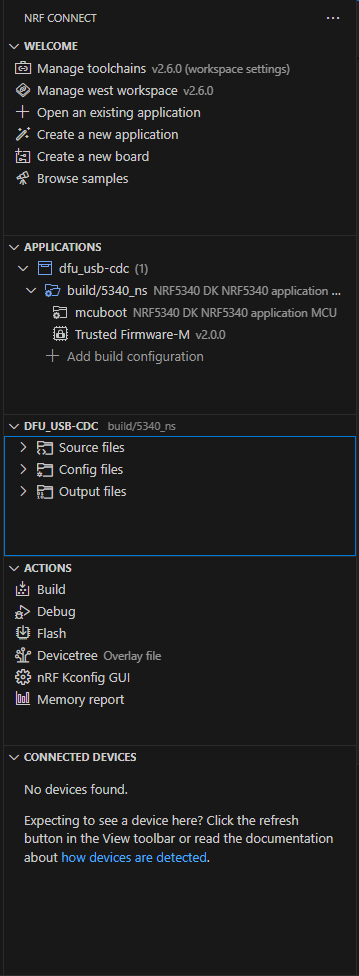 NRF CONNECT
WELCOME
Manage toolchains v2.6.0 (workspace settings)
Manage west workspace v2.6.0
Open an existing application
Create a new application
Create a new board
Browse samples
APPLICATIONS
dfu_usb-cdc (1)
build/5340_ns NRF5340 DK NRF5340 application ...
mcuboot NRF5340 DK NRF5340 application MCU
Trusted Firmware-M v2.0.0
Add build configuration
DFU_USB-CDC build/5340_ns
Source files
Config files
Output files
ACTIONS
Build
Debug
Flash
Devicetree Overlay file
nRF Kconfig GUI
Memory report
CONNECTED DEVICES
No devices found.
Expecting to see a device here? Click the refresh
button in the View toolbar or read the documentation
about how devices are detected.